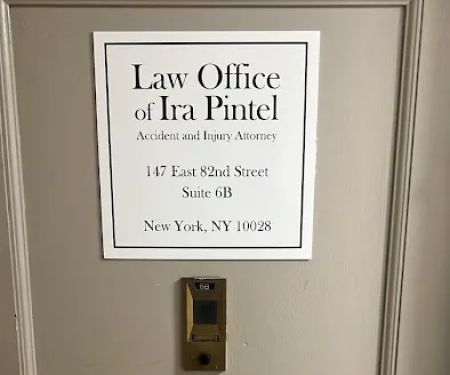 Law Office
of Ira Pintel
Accident and Injury Attorney
147 East 82nd Street
Suite 6B
New York, NY 10028
6B